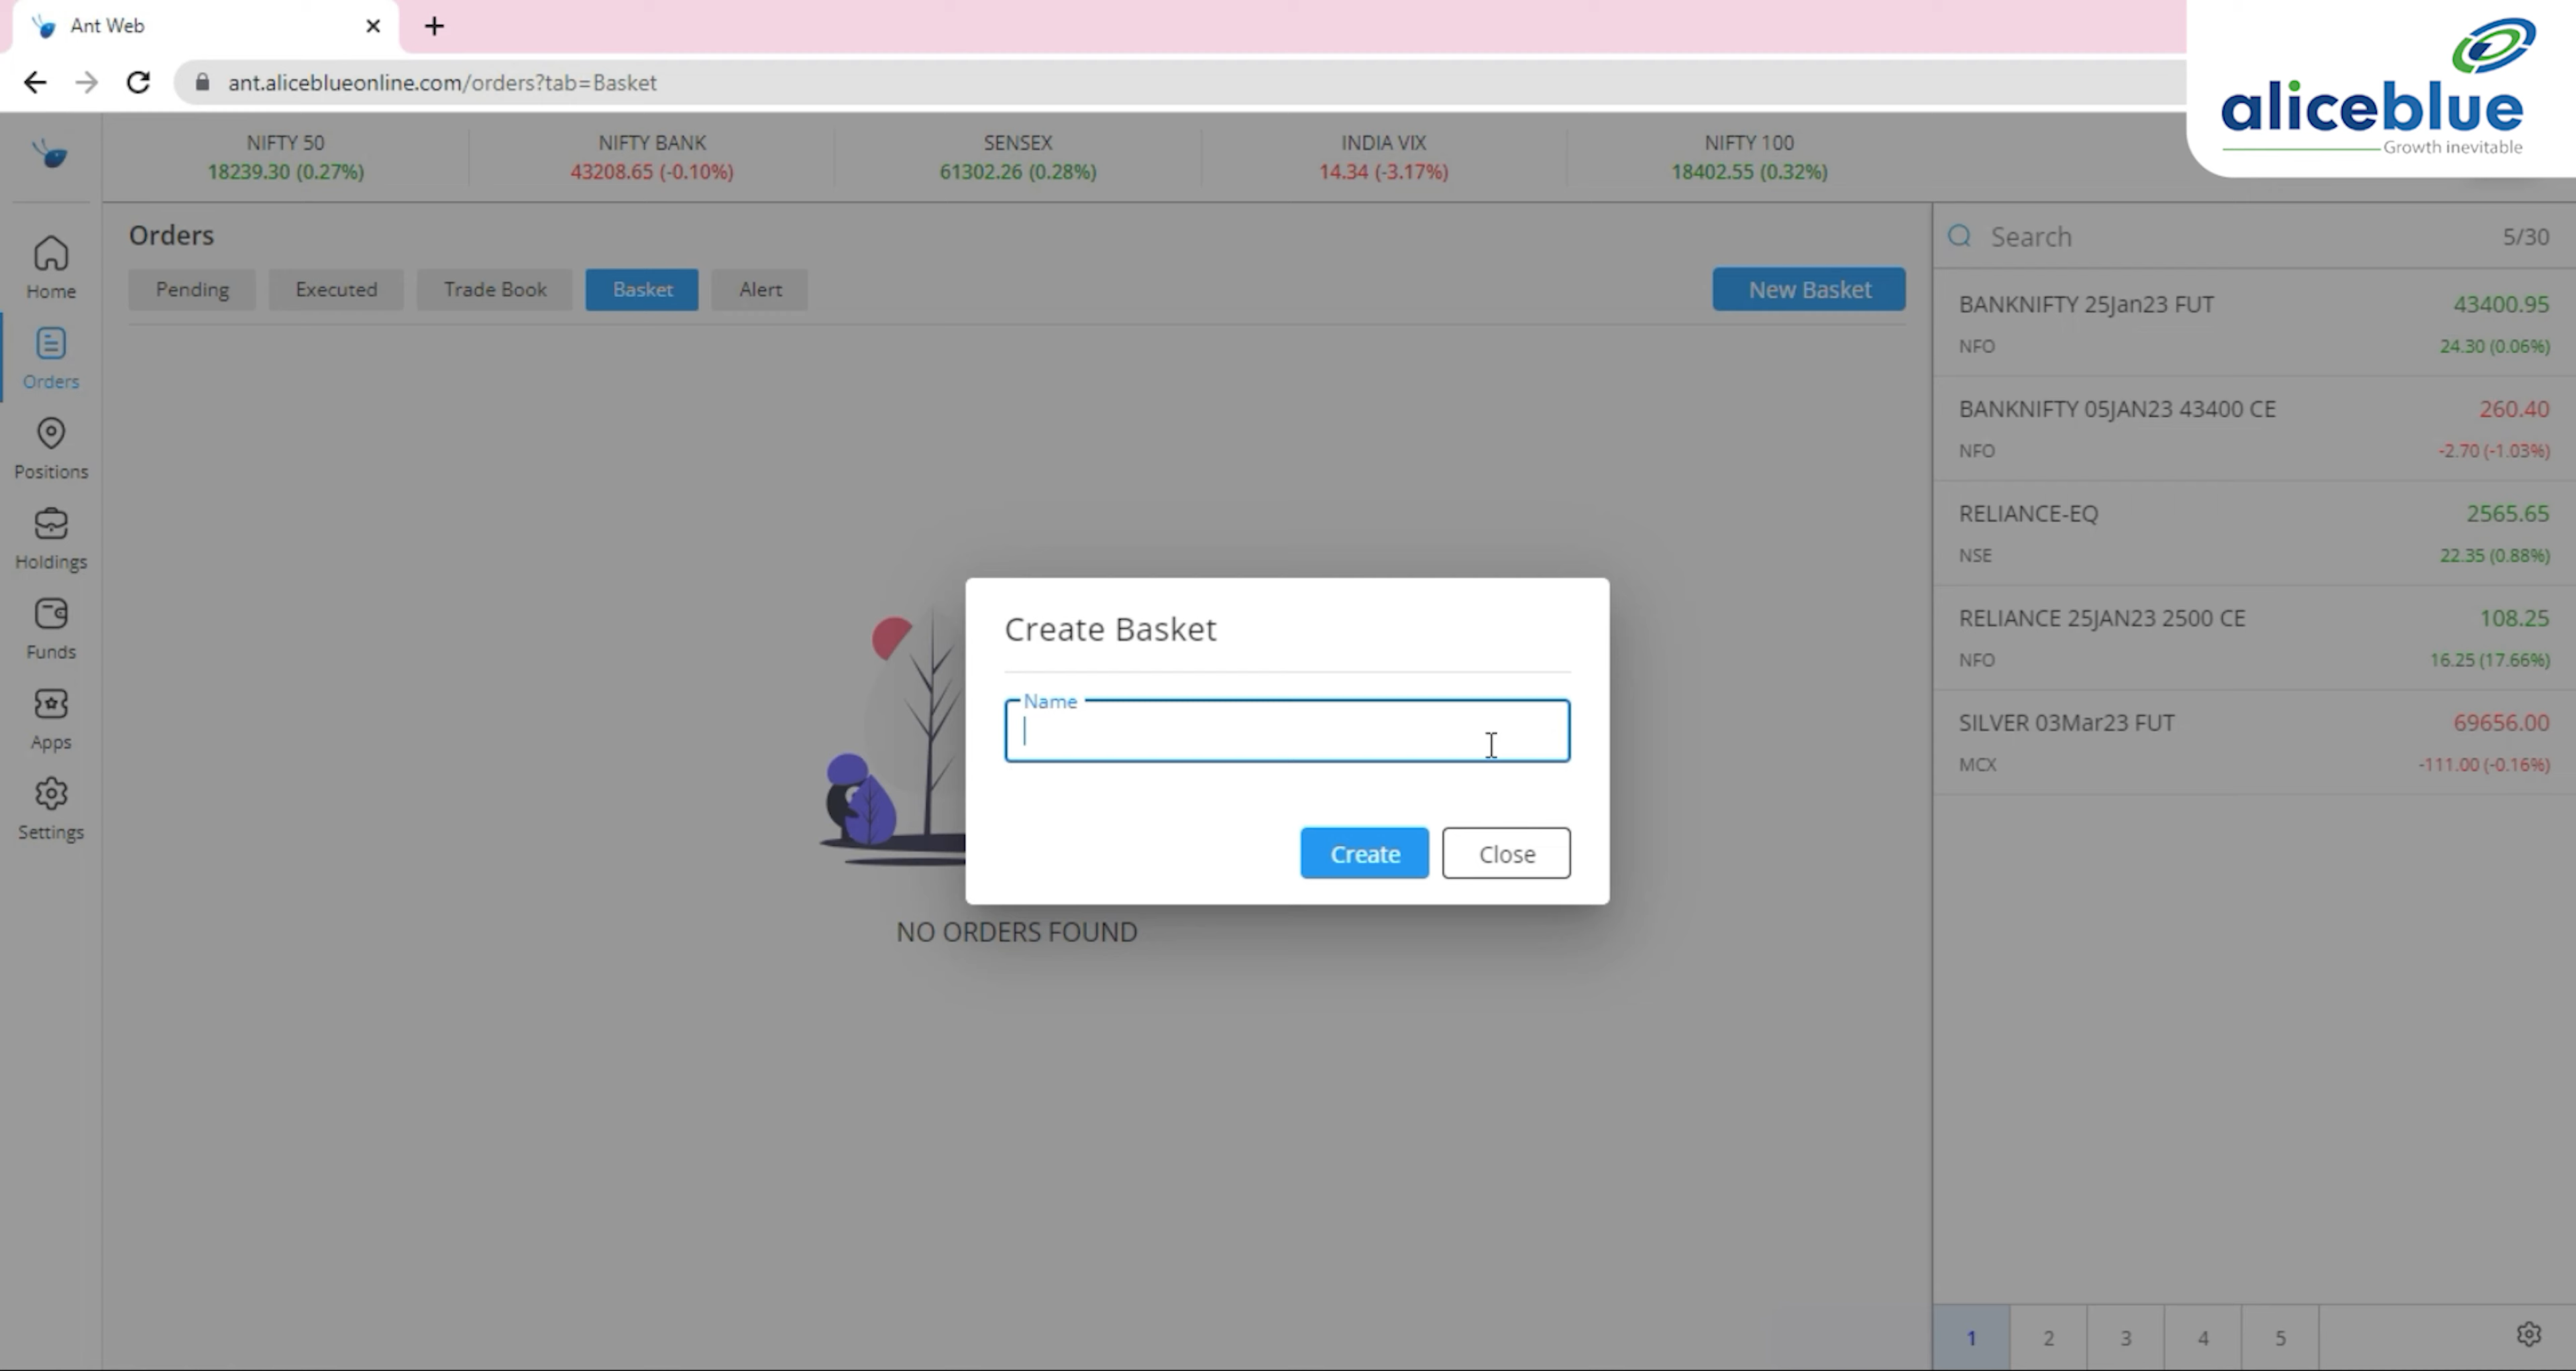 Ant Web
ant.aliceblueonline.com/orders?tab=Basket
aliceblue
Growth inevitable
NIFTY 50
18239.30 (0.27%)
NIFTY BANK
43208.65 (-0.10%)
SENSEX
61302.26 (0.28%)
INDIA VIX
14.34 (-3.17%)
NIFTY 100
18402.55 (0.32%)
Home
Orders
Positions
Holdings
Funds
Apps
Settings
Orders
Pending
Executed
Trade Book
Basket
Alert
New Basket
Create Basket
Name
Create
Close
NO ORDERS FOUND
Search 5/30
BANKNIFTY 25Jan23 FUT 43400.95
NFO 24.30 (0.06%)
BANKNIFTY 05JAN23 43400 CE 260.40
NFO -2.70 (-1.03%)
RELIANCE-EQ 2565.65
NSE 22.35 (0.88%)
RELIANCE 25JAN23 2500 CE 108.25
NFO 16.25 (17.66%)
SILVER 03Mar23 FUT 69656.00
MCX -111.00 (-0.16%)
1 2 3 4 5